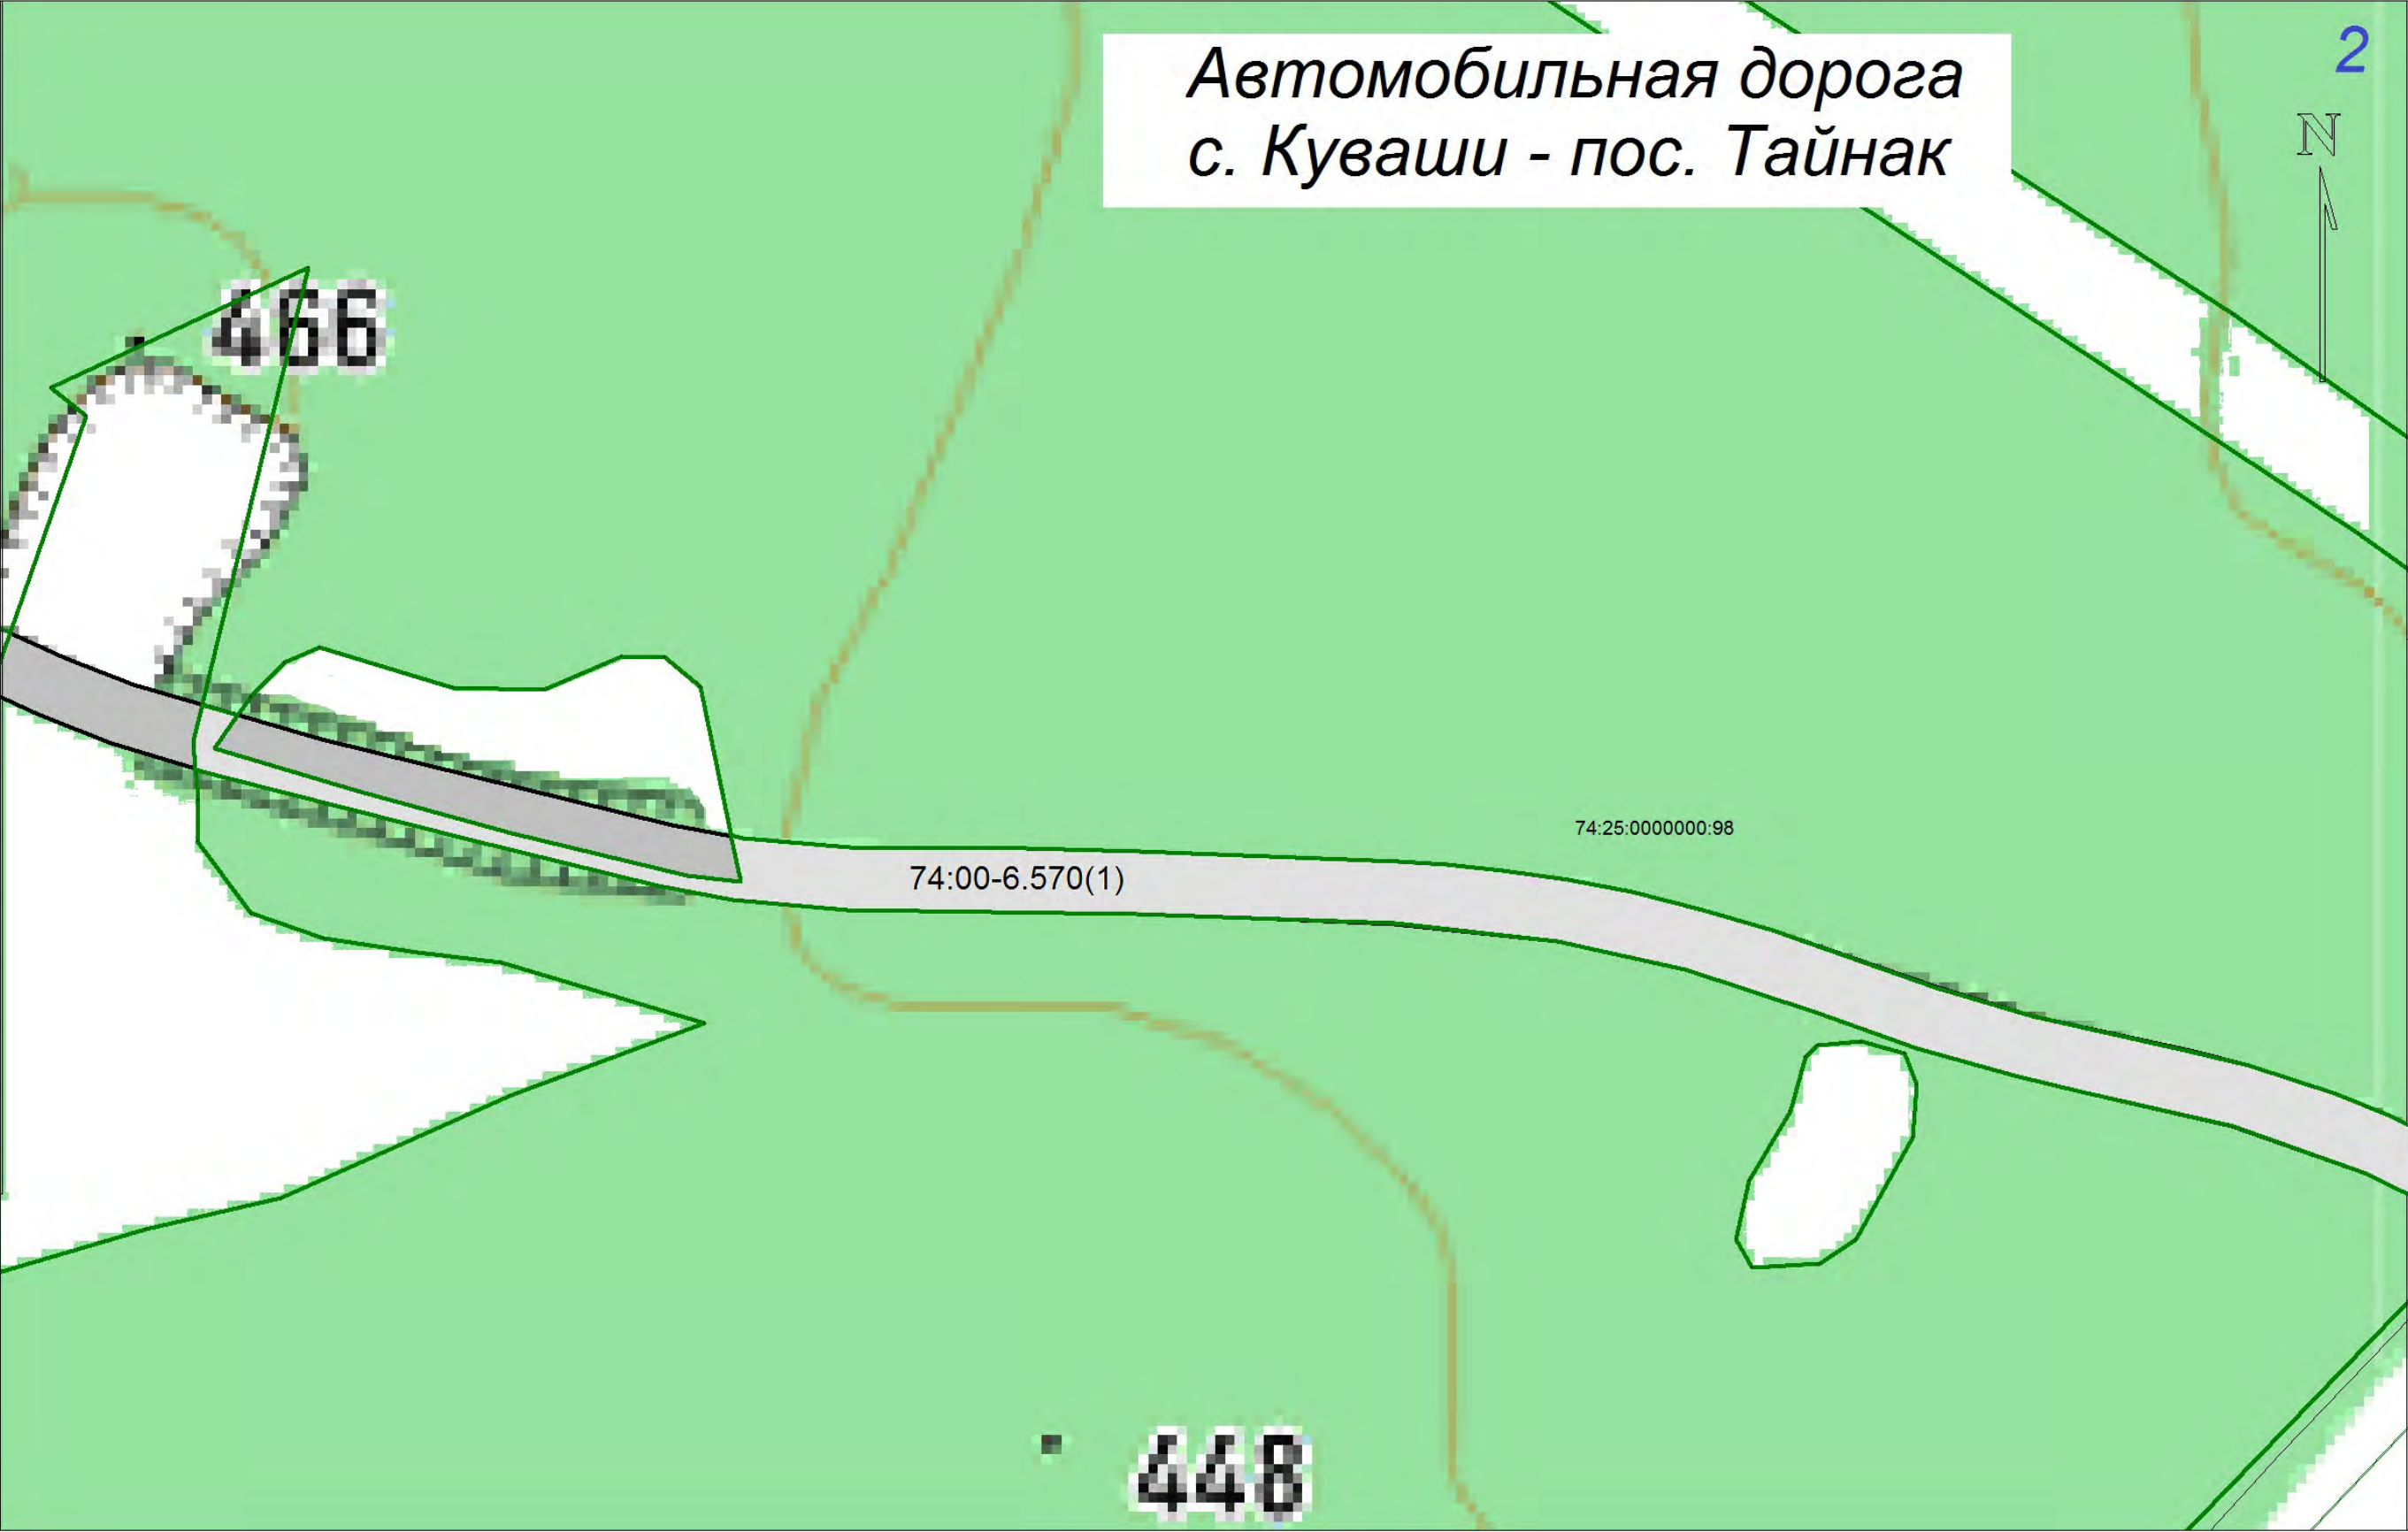 Автомобильная дорога
с. Куваши - пос. Тайнак
2
N
466
74:25:0000000:98
74:00-6.570(1)
448